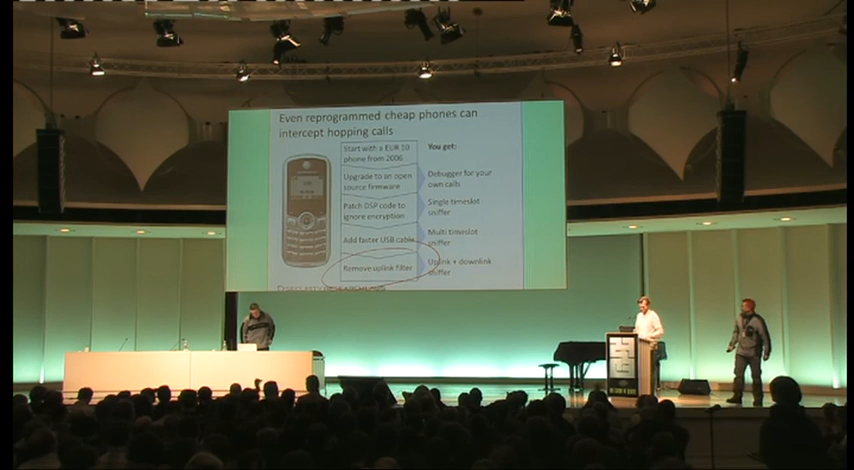 Even reprogrammed cheap phones can
intercept hopping calls
Start with a EUR 10
phone from 2006
You get:
Upgrade to an open
source firmware
Debugger for your
own calls
Patch DSP code to
ignore encryption
Single timeslot
sniffer
Add faster USB cable
Multi timeslot
sniffer
Remove uplink filter
Uplink + downlink
sniffer